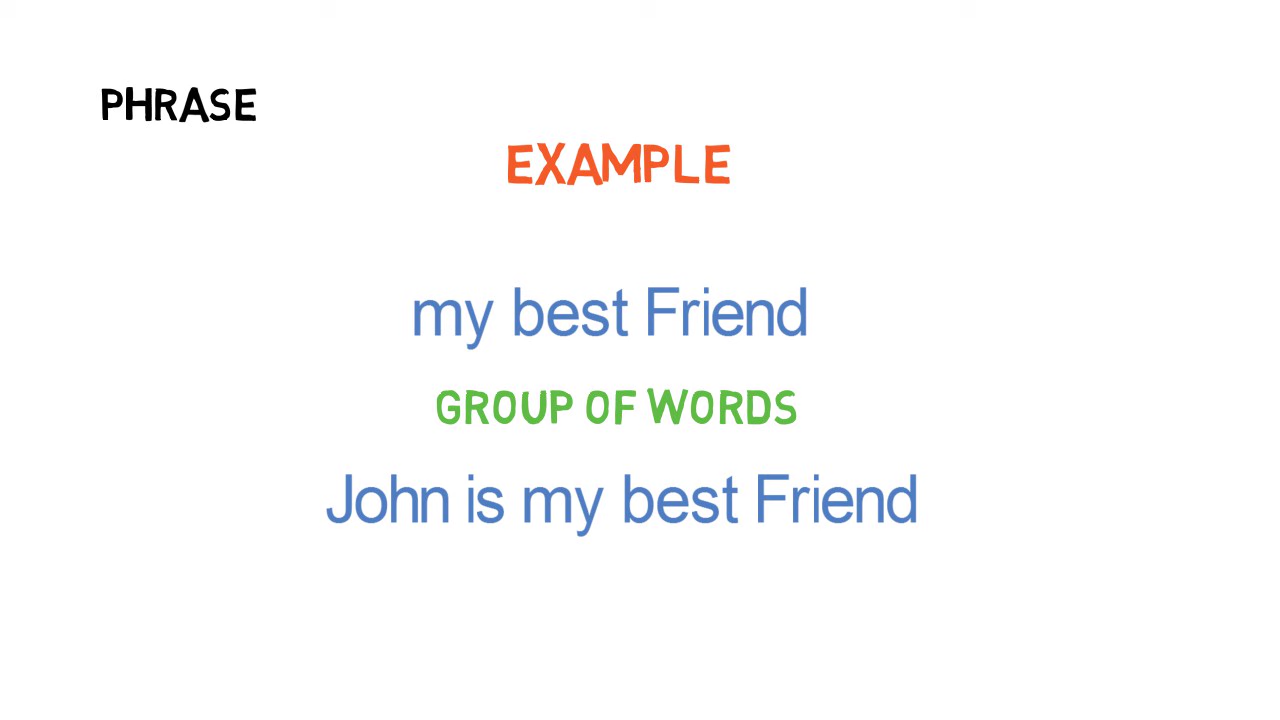 PHRASE
EXAMPLE
my best Friend
GROUP OF WORDS
John is my best Friend